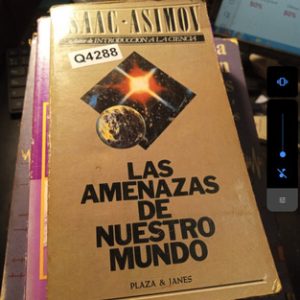 ISAAC·ASIMOV
INTRODUCCIÓN A LA CIENCIA
Q4288
LAS
AMENAZAS
DE
NUESTRO
MUNDO
PLAZA & JANES